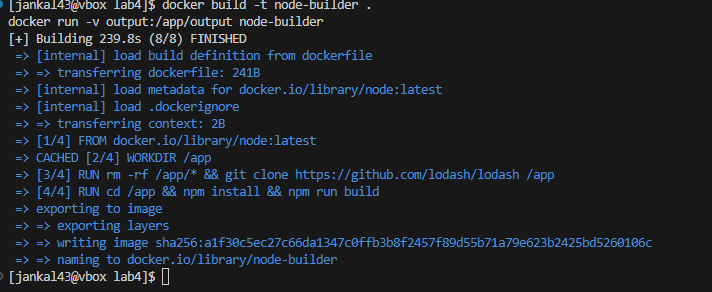 [jankal43@vbox lab4]$ docker build -t node-builder .
docker run -v output:/app/output node-builder
[+] Building 239.8s (8/8) FINISHED
=> [internal] load build definition from dockerfile
=> => transferring dockerfile: 241B
=> [internal] load metadata for docker.io/library/node:latest
=> [internal] load .dockerignore
=> => transferring context: 2B
=> [1/4] FROM docker.io/library/node:latest
=> CACHED [2/4] WORKDIR /app
=> [3/4] RUN rm -rf /app/* && git clone https://github.com/lodash/lodash /app
=> [4/4] RUN cd /app && npm install && npm run build
=> exporting to image
=> => exporting layers
=> => writing image sha256:a1f30c5ec27c66da1347c0ffb3b8f2457f89d55b71a79e623b2425bd5260106c
=> => naming to docker.io/library/node-builder
[jankal43@vbox lab4]$